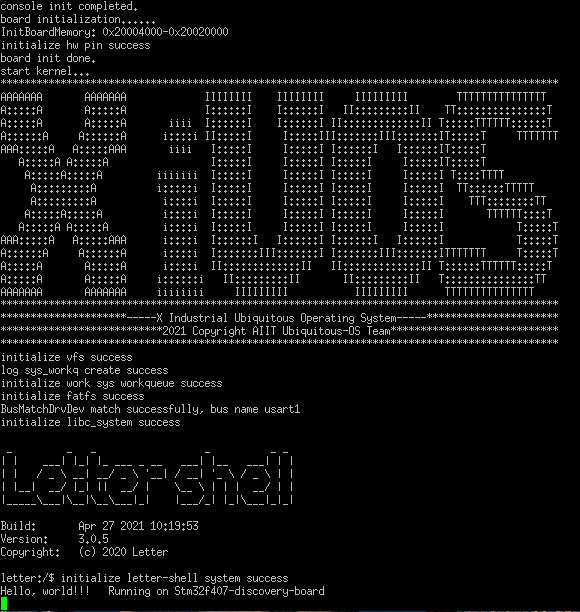 console init completed.
board initialization......
InitBoardMemory: 0x20004000-0x20020000
initialize hw pin success
board init done.
start kernel...
XiUOS
-----X Industrial Ubiquitous Operating System-----
2021 Copyright AIIT Ubiquitous-OS Team
initialize vfs success
log sys_workq create success
initialize work sys workqueue success
initialize fatfs success
BusMatchDrvDev match successfully, bus name usart1
initialize libc_system success
Letter shell
Build: Apr 27 2021 10:19:53
Version: 3.0.5
Copyright: (c) 2020 Letter
letter:/$ initialize letter-shell system success
Hello, world!!! Running on Stm32f407-discovery-board